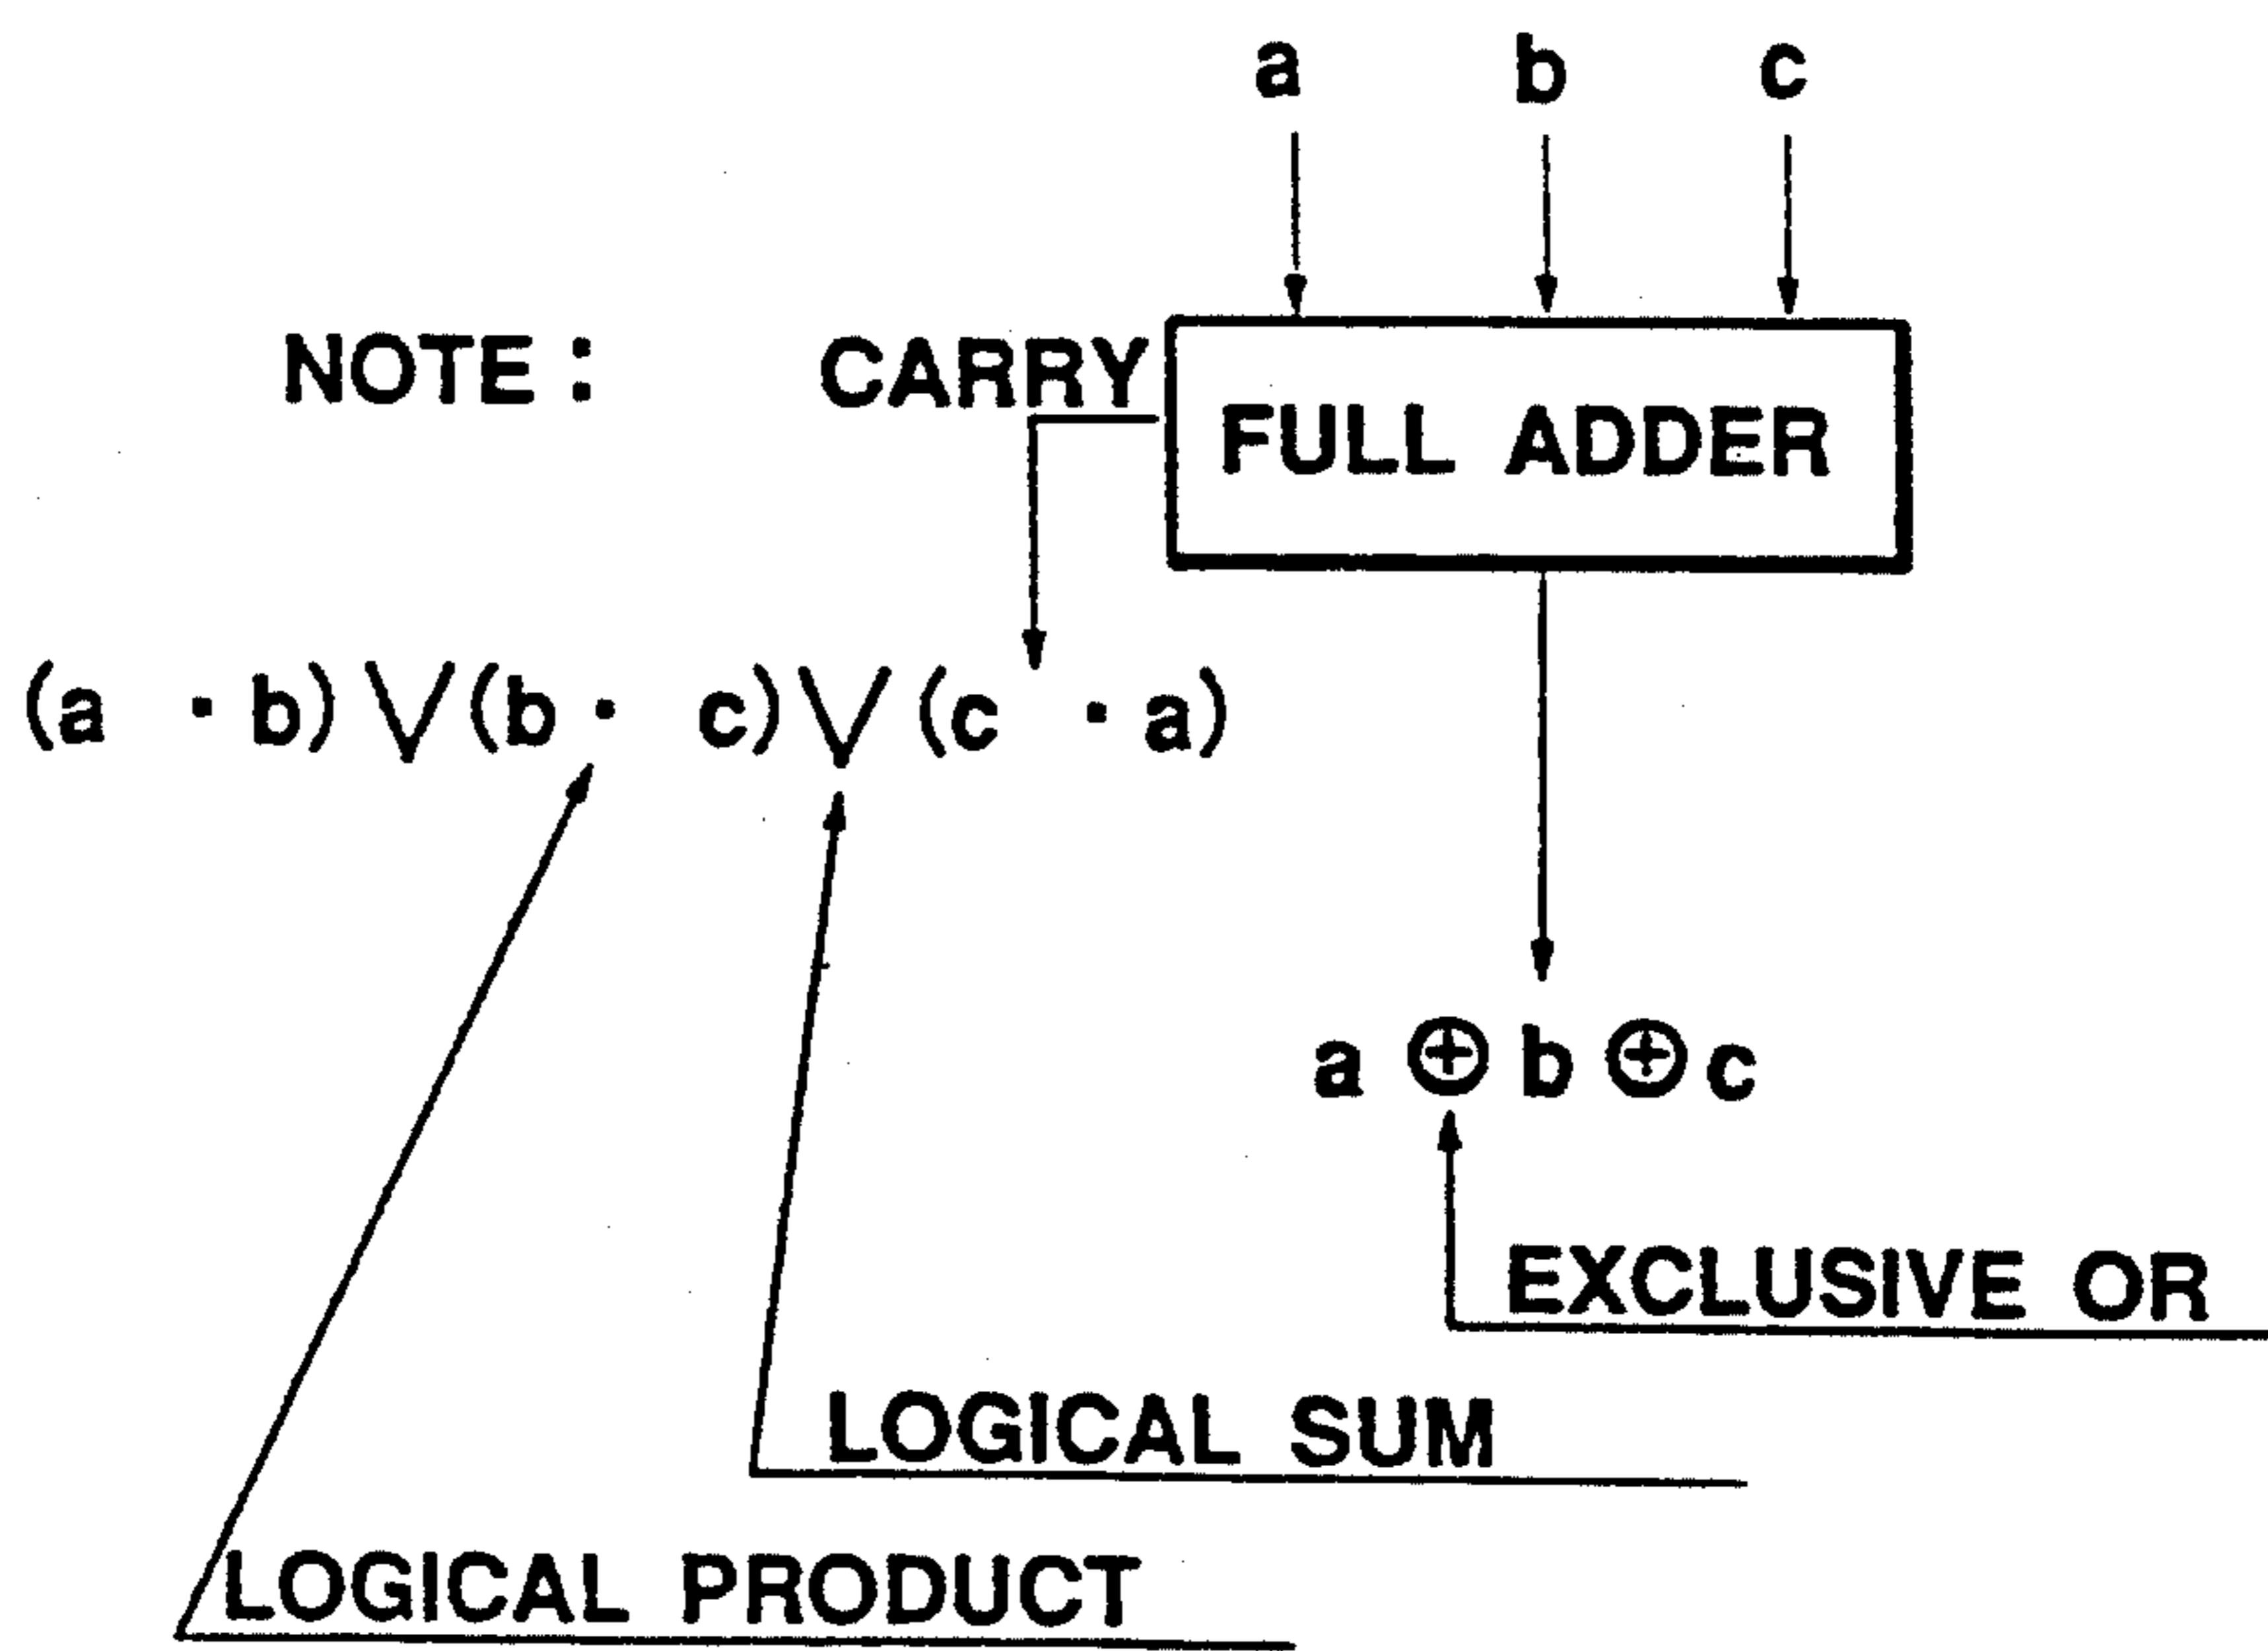 a b c
NOTE: CARRY
FULL ADDER
(a · b) ∨ (b · c) ∨ (c · a)
a ⊕ b ⊕ c
EXCLUSIVE OR
LOGICAL SUM
LOGICAL PRODUCT